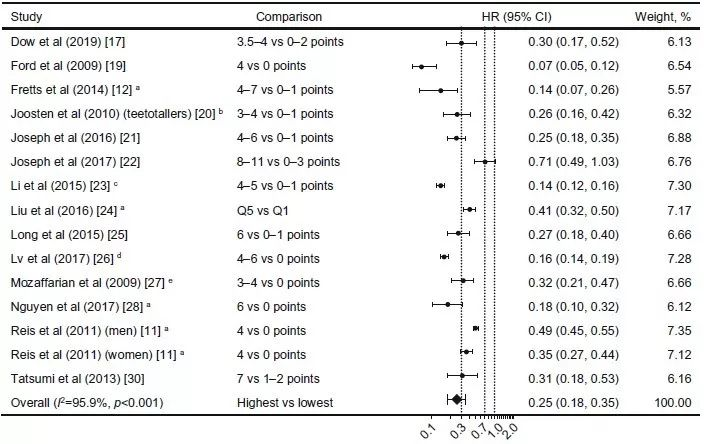 Study Comparison HR (95% CI) Weight, %
Dow et al (2019) [17] 3.5–4 vs 0–2 points 0.30 (0.17, 0.52) 6.13
Ford et al (2009) [19] 4 vs 0 points 0.07 (0.05, 0.12) 6.54
Fretts et al (2014) [12] a 4–7 vs 0–1 points 0.14 (0.07, 0.26) 5.57
Joosten et al (2010) (teetotallers) [20] b 3–4 vs 0–1 points 0.26 (0.16, 0.42) 6.32
Joseph et al (2016) [21] 4–6 vs 0–1 points 0.25 (0.18, 0.35) 6.88
Joseph et al (2017) [22] 8–11 vs 0–3 points 0.71 (0.49, 1.03) 6.76
Li et al (2015) [23] c 4–5 vs 0–1 points 0.14 (0.12, 0.16) 7.30
Liu et al (2016) [24] a Q5 vs Q1 0.41 (0.32, 0.50) 7.17
Long et al (2015) [25] 6 vs 0–1 points 0.27 (0.18, 0.40) 6.66
Lv et al (2017) [26] d 4–6 vs 0 points 0.16 (0.14, 0.19) 7.28
Mozaffarian et al (2009) [27] e 3–4 vs 0 points 0.32 (0.21, 0.47) 6.66
Nguyen et al (2017) [28] a 6 vs 0 points 0.18 (0.10, 0.32) 6.12
Reis et al (2011) (men) [11] a 4 vs 0 points 0.49 (0.45, 0.55) 7.35
Reis et al (2011) (women) [11] a 4 vs 0 points 0.35 (0.27, 0.44) 7.12
Tatsumi et al (2013) [30] 7 vs 1–2 points 0.31 (0.18, 0.53) 6.16
Overall (I2=95.9%, p<0.001) Highest vs lowest 0.25 (0.18, 0.35) 100.00
0.1 0.3 0.7 1.0 2.0